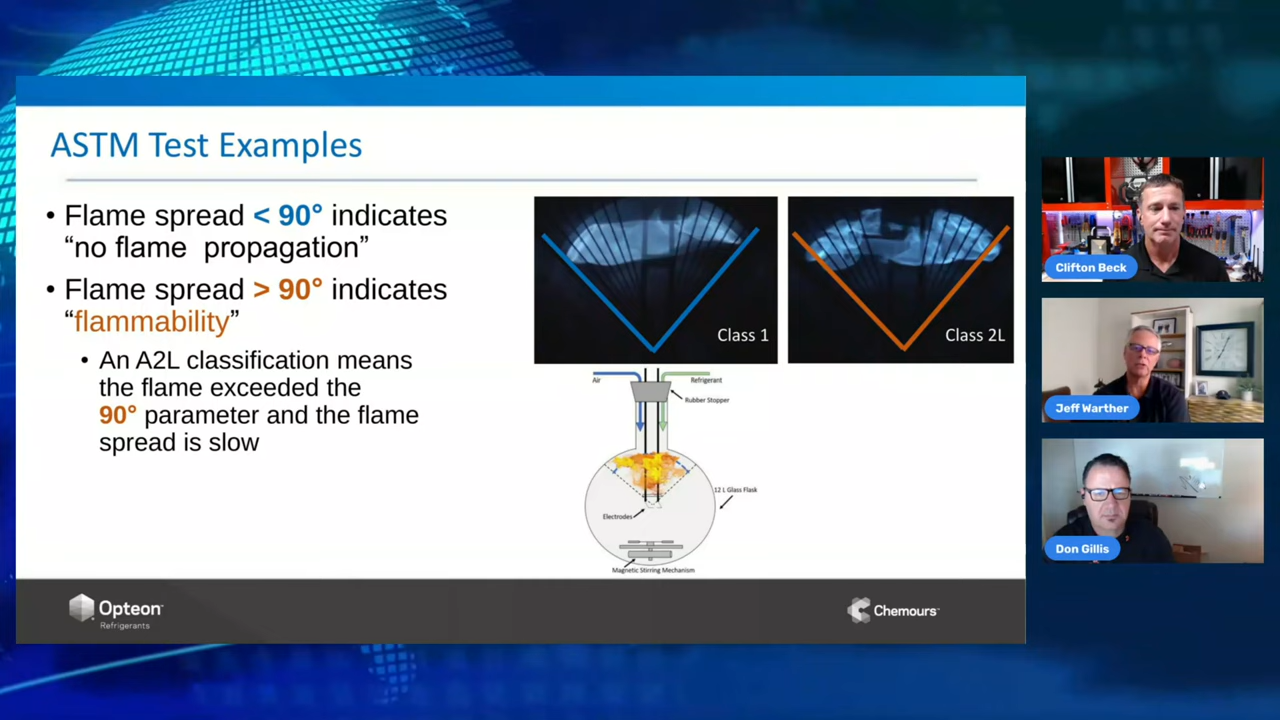 ASTM Test Examples
• Flame spread < 90° indicates
“no flame propagation”
• Flame spread > 90° indicates
“flammability”
• An A2L classification means
the flame exceeded the
90° parameter and the flame
spread is slow
Class 1
Class 2L
Air
Refrigerant
Rubber Stopper
12 L Glass Flask
Electrodes
Magnetic Stirring Mechanism
Opteon™
Refrigerants
Chemours™
Clifton Beck
Jeff Warther
Don Gillis